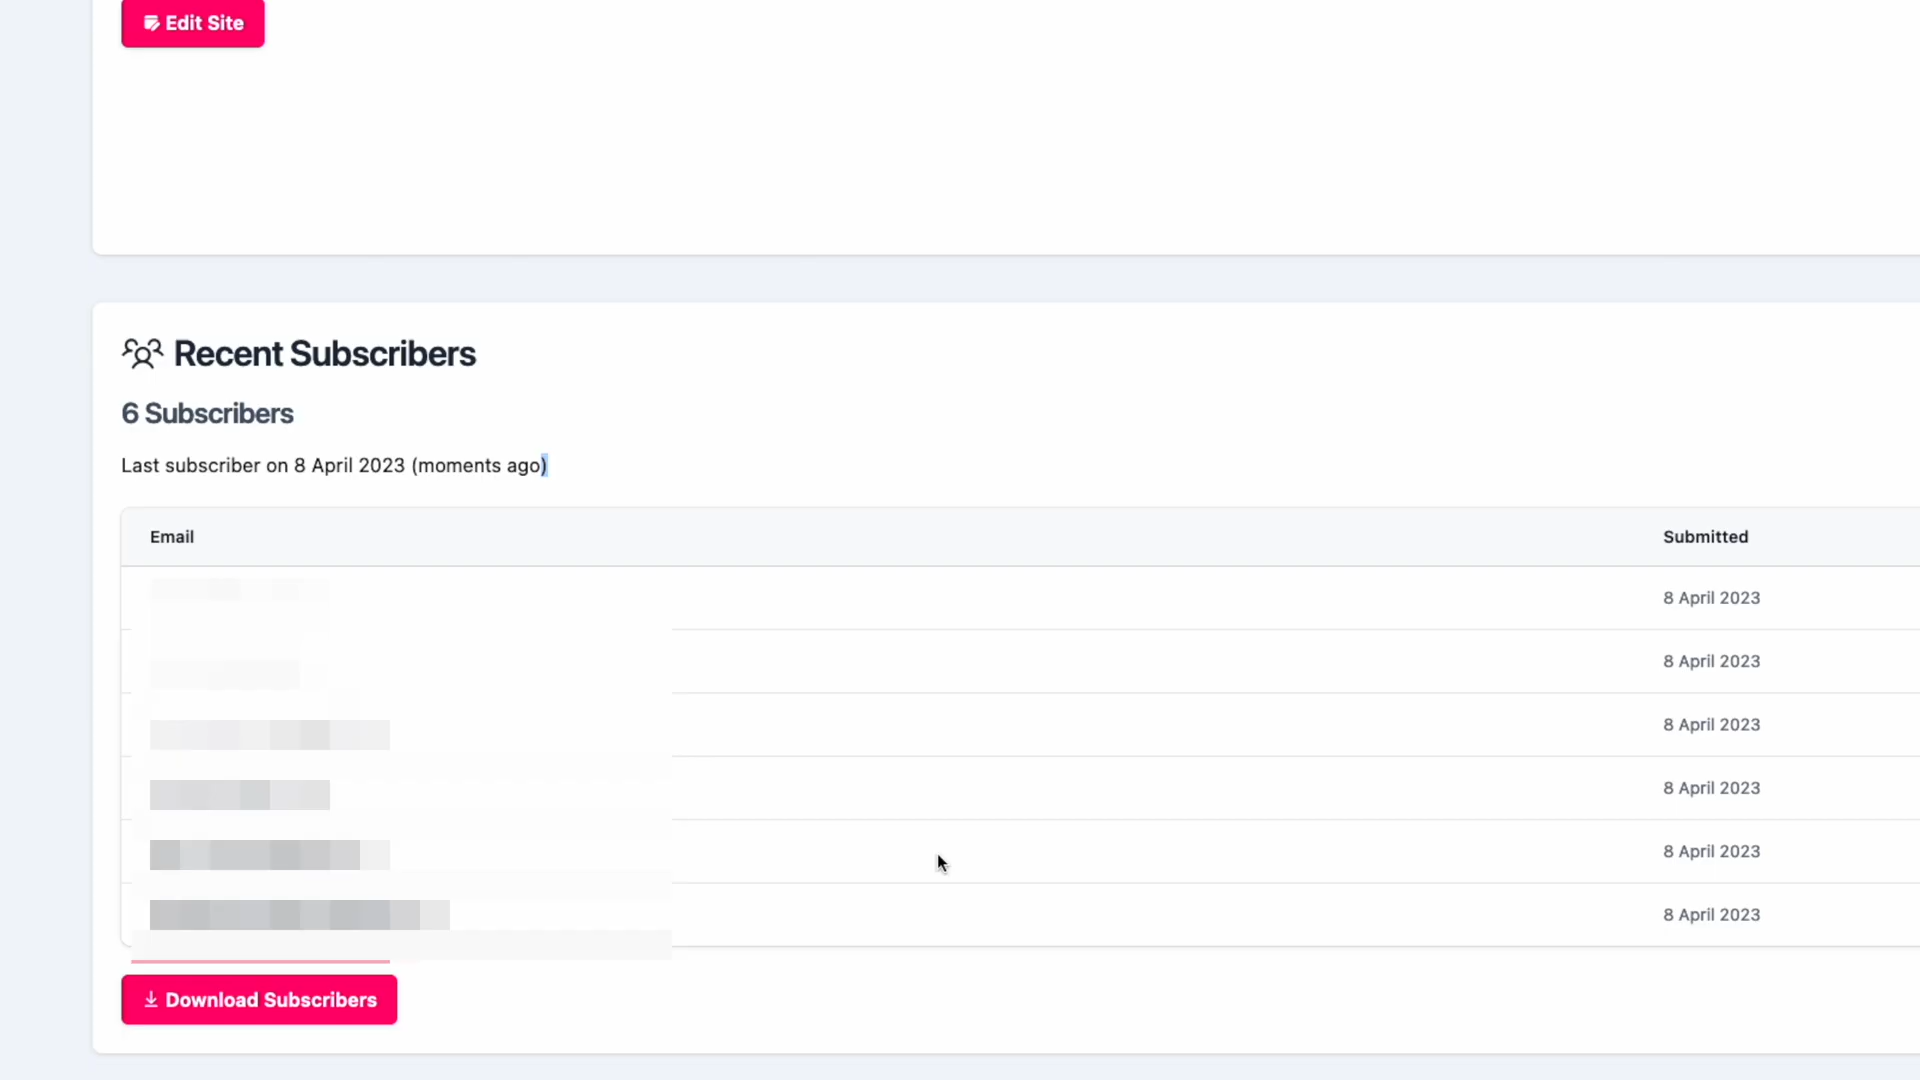 Edit Site
Recent Subscribers
6 Subscribers
Last subscriber on 8 April 2023 (moments ago)
Email Submitted
8 April 2023
8 April 2023
8 April 2023
8 April 2023
8 April 2023
8 April 2023
Download Subscribers